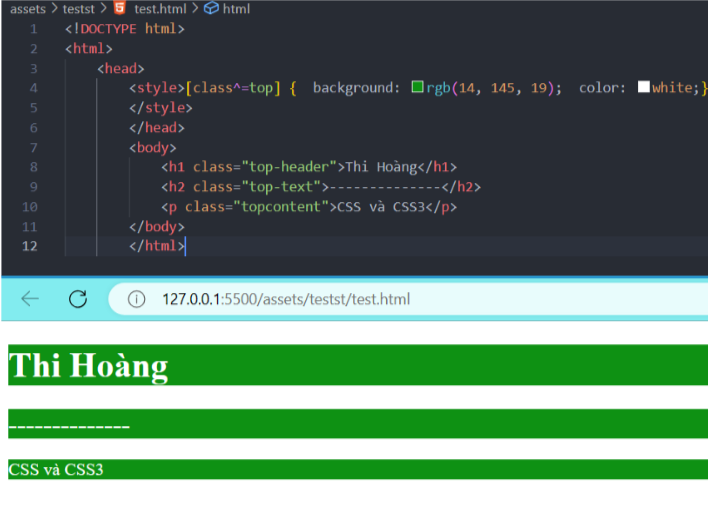 assets > testst > test.html > html
1 <!DOCTYPE html>
2 <html>
3 <head>
4 <style>[class^=top] { background: rgb(14, 145, 19); color: white;}
5 </style>
6 </head>
7 <body>
8 <h1 class="top-header">Thi Hoàng</h1>
9 <h2 class="top-text">--------------</h2>
10 <p class="topcontent">CSS và CSS3</p>
11 </body>
12 </html>
127.0.0.1:5500/assets/testst/test.html
Thi Hoàng
--------------
CSS và CSS3